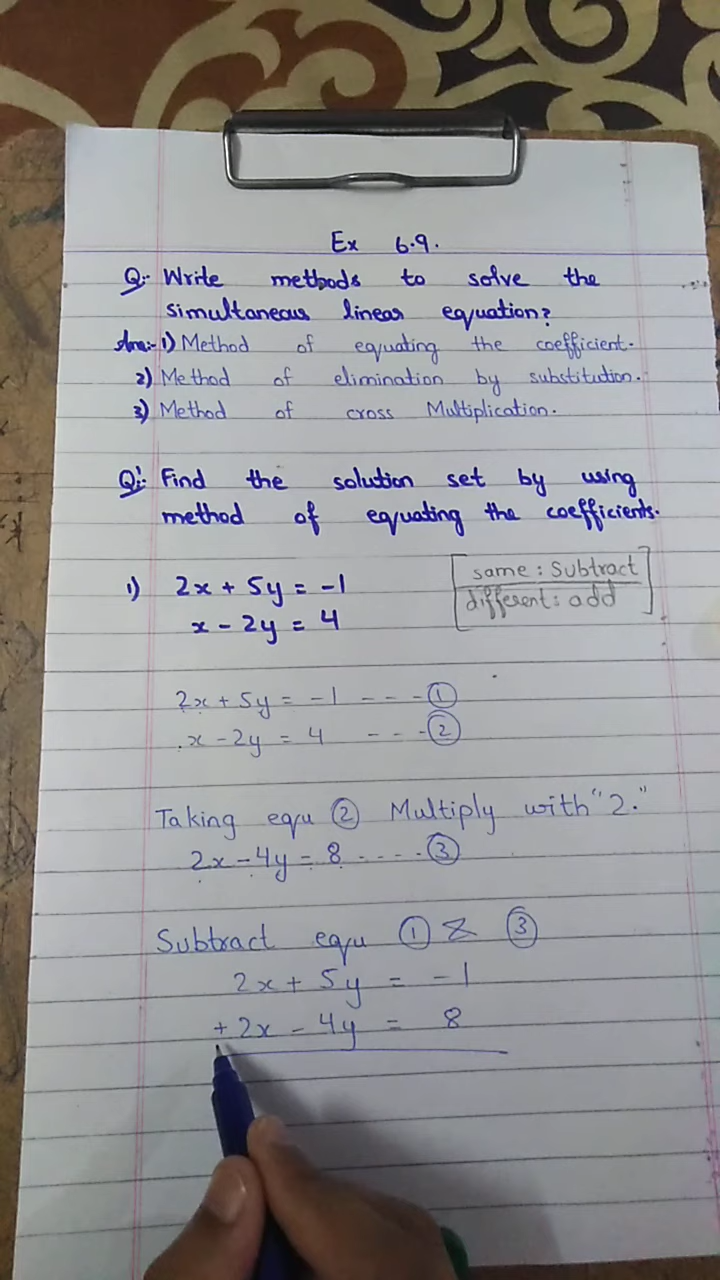 Ex 6.9.
Q:- Write methods to solve the
simultaneous linear equation?
Ans:- 1) Method of equating the coefficient.
2) Method of elimination by substitution.
3) Method of cross Multiplication.
Q:- Find the solution set by using
method of equating the coefficients.
1) 2x + 5y = -1
x - 2y = 4
same : Subtract
different : add
2x + 5y = -1 --- - ①
x - 2y = 4 --- ②
Taking equ ② Multiply with "2."
2x - 4y = 8 - - - - ③
Subtract equ ① & ③
2x + 5y = -1
+2x - 4y = 8